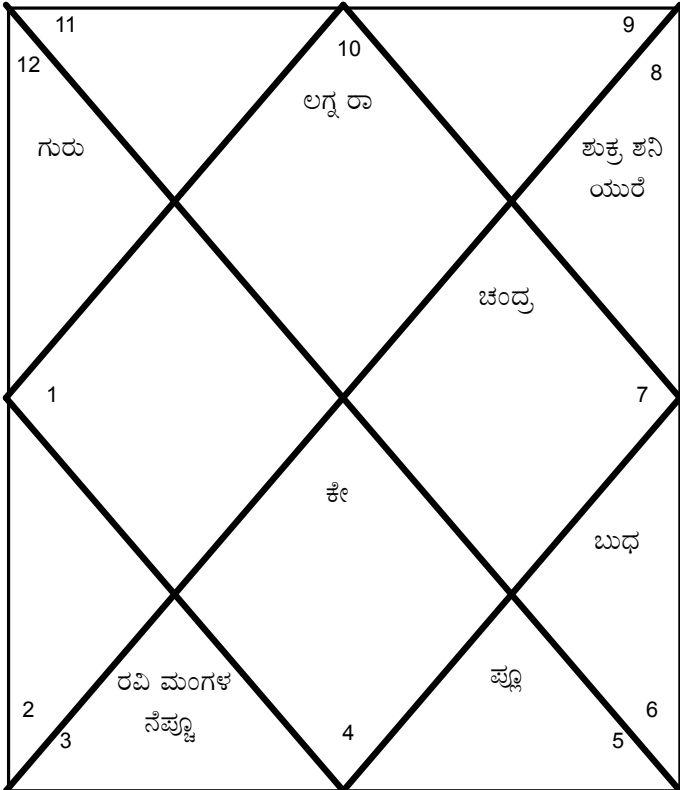 11
10
9
12
8
ಲಗ್ನ ರಾ
ಗುರು
ಶುಕ್ರ ಶನಿ
ಯುರೆ
ಚಂದ್ರ
1
7
ಕೇ
ಬುಧ
ರವಿ ಮಂಗಳ
ನೆಪ್ಚೂ
ಪ್ಲೂ
2
3
4
5
6